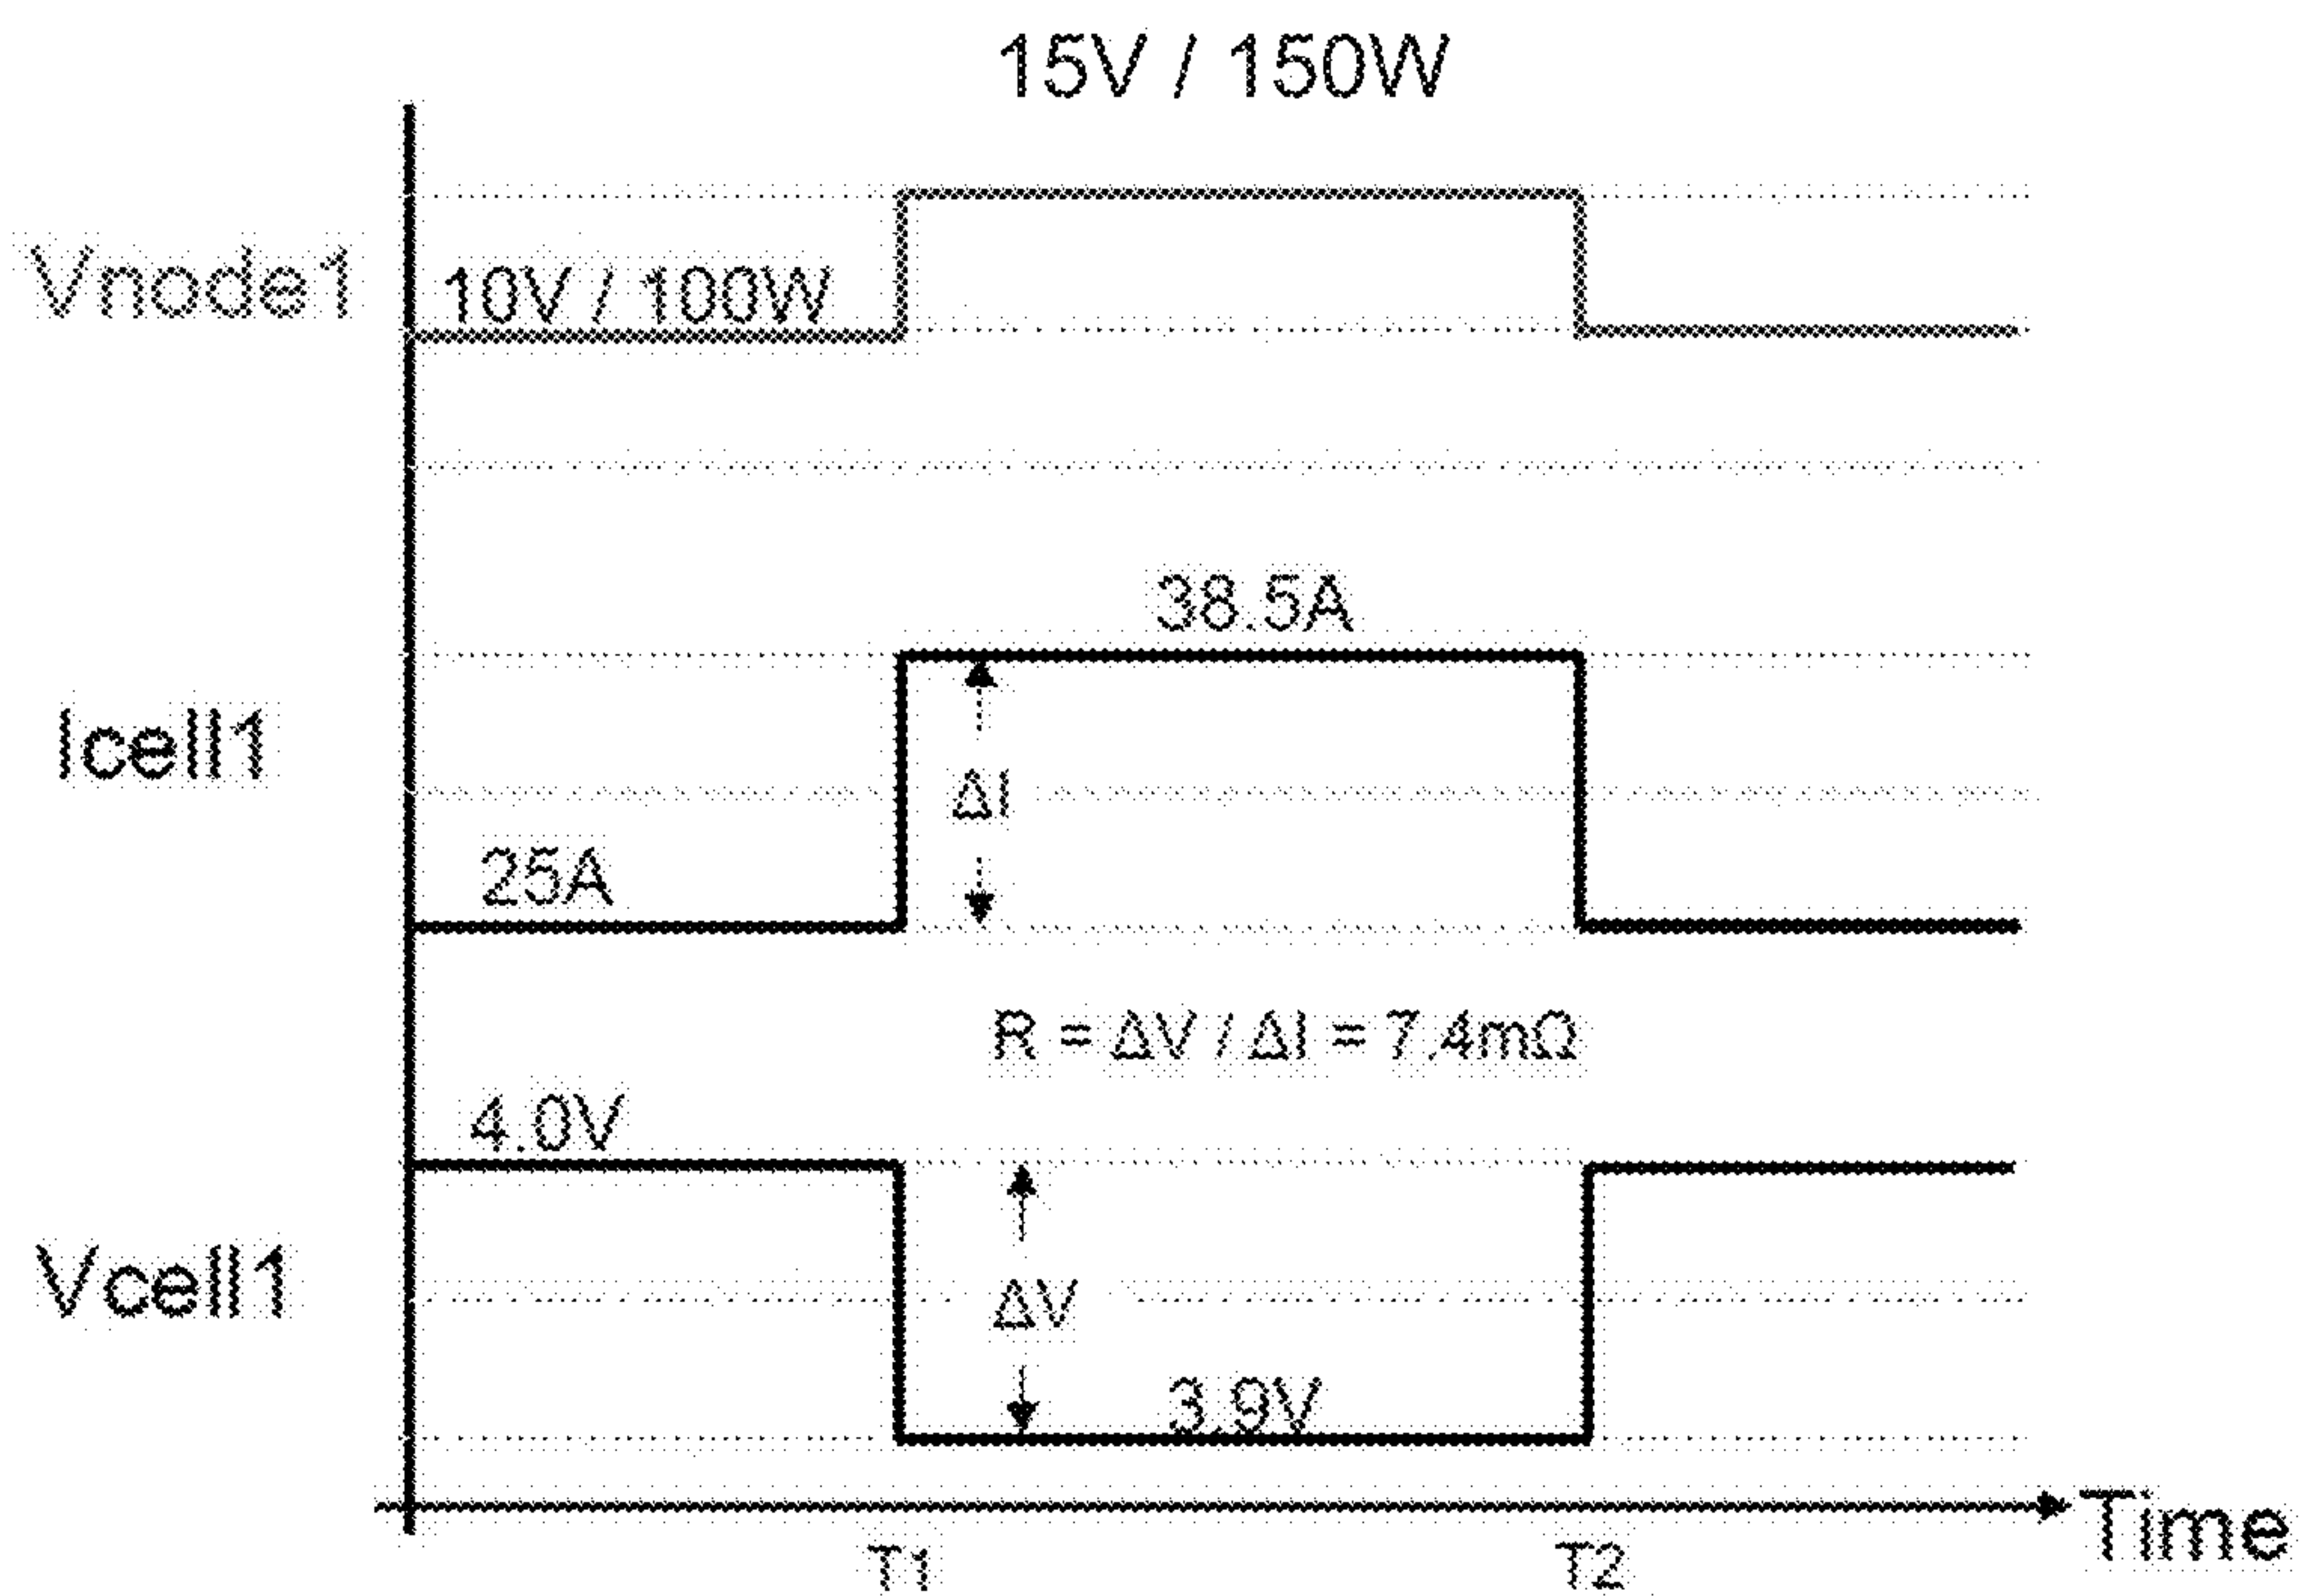 15V / 150W
Vnode1
10V / 100W
38.5A
Icell1
ΔI
25A
R = ΔV / ΔI = 7.4mΩ
4.0V
Vcell1
ΔV
3.9V
Time
T1
T2